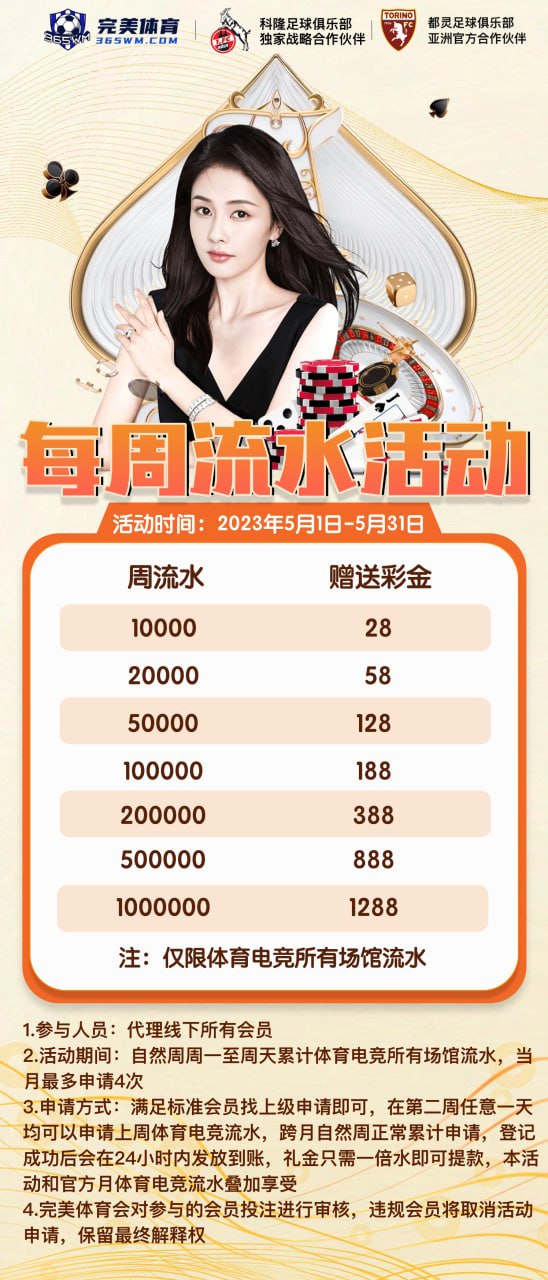 完美体育
365WM.COM
科隆足球俱乐部
独家战略合作伙伴
TORINO
FC
都灵足球俱乐部
亚洲官方合作伙伴
每周流水活动
活动时间：2023年5月1日-5月31日
周流水 赠送彩金
10000 28
20000 58
50000 128
100000 188
200000 388
500000 888
1000000 1288
注：仅限体育电竞所有场馆流水
1.参与人员：代理线下所有会员
2.活动期间：自然周周一至周天累计体育电竞所有场馆流水，当
月最多申请4次
3.申请方式：满足标准会员找上级申请即可，在第二周任意一天
均可以申请上周体育电竞流水，跨月自然周正常累计申请，登记
成功后会在24小时内发放到账，礼金只需一倍水即可提款，本活
动和官方月体育电竞流水叠加享受
4.完美体育会对参与的会员投注进行审核，违规会员将取消活动
申请，保留最终解释权